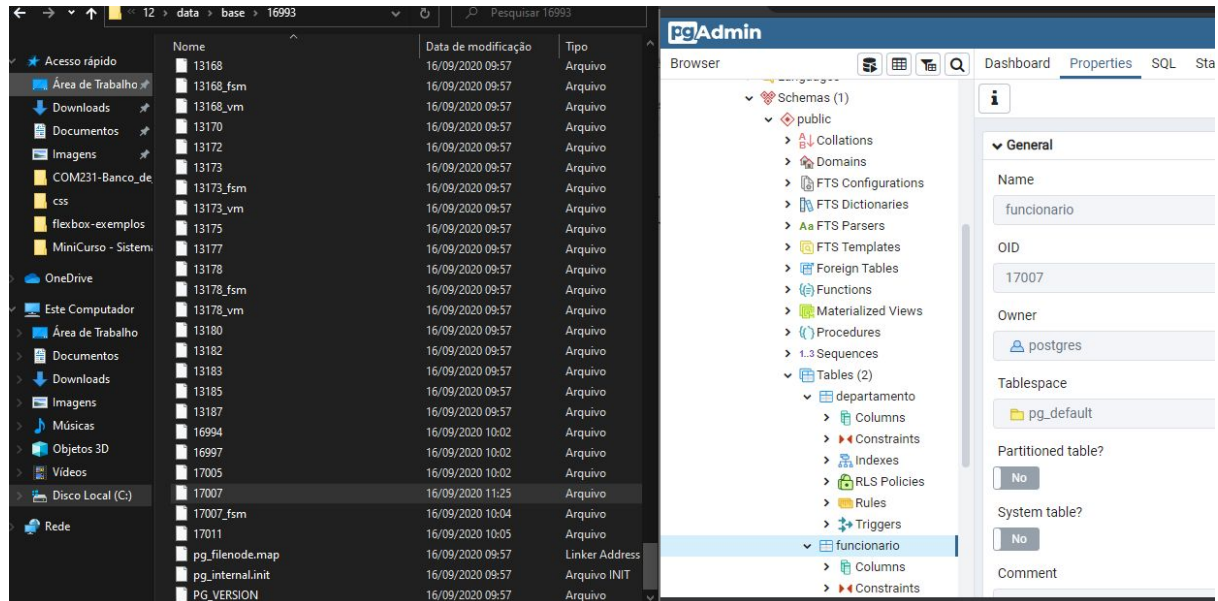 12 > data > base > 16993
Pesquisar 16993
Acesso rápido
Área de Trabalho
Downloads
Documentos
Imagens
COM231-Banco_de
css
flexbox-exemplos
MiniCurso - Sistem
OneDrive
Este Computador
Área de Trabalho
Documentos
Downloads
Imagens
Músicas
Objetos 3D
Vídeos
Disco Local (C:)
Rede
Nome Data de modificação Tipo
13168 16/09/2020 09:57 Arquivo
13168_fsm 16/09/2020 09:57 Arquivo
13168_vm 16/09/2020 09:57 Arquivo
13170 16/09/2020 09:57 Arquivo
13172 16/09/2020 09:57 Arquivo
13173 16/09/2020 09:57 Arquivo
13173_fsm 16/09/2020 09:57 Arquivo
13173_vm 16/09/2020 09:57 Arquivo
13175 16/09/2020 09:57 Arquivo
13177 16/09/2020 09:57 Arquivo
13178 16/09/2020 09:57 Arquivo
13178_fsm 16/09/2020 09:57 Arquivo
13178_vm 16/09/2020 09:57 Arquivo
13180 16/09/2020 09:57 Arquivo
13182 16/09/2020 09:57 Arquivo
13183 16/09/2020 09:57 Arquivo
13185 16/09/2020 09:57 Arquivo
13187 16/09/2020 09:57 Arquivo
16994 16/09/2020 10:02 Arquivo
16997 16/09/2020 10:02 Arquivo
17005 16/09/2020 10:02 Arquivo
17007 16/09/2020 11:25 Arquivo
17007_fsm 16/09/2020 10:04 Arquivo
17011 16/09/2020 10:05 Arquivo
pg_filenode.map 16/09/2020 09:57 Linker Address
pg_internal.init 16/09/2020 09:57 Arquivo INIT
PG_VERSION 16/09/2020 09:57 Arquivo
pgAdmin
Browser
Schemas (1)
public
Collations
Domains
FTS Configurations
FTS Dictionaries
Aa FTS Parsers
FTS Templates
Foreign Tables
Functions
Materialized Views
Procedures
1..3 Sequences
Tables (2)
departamento
Columns
Constraints
Indexes
RLS Policies
Rules
Triggers
funcionario
Columns
Constraints
Dashboard Properties SQL Sta
General
Name
funcionario
OID
17007
Owner
postgres
Tablespace
pg_default
Partitioned table?
No
System table?
No
Comment